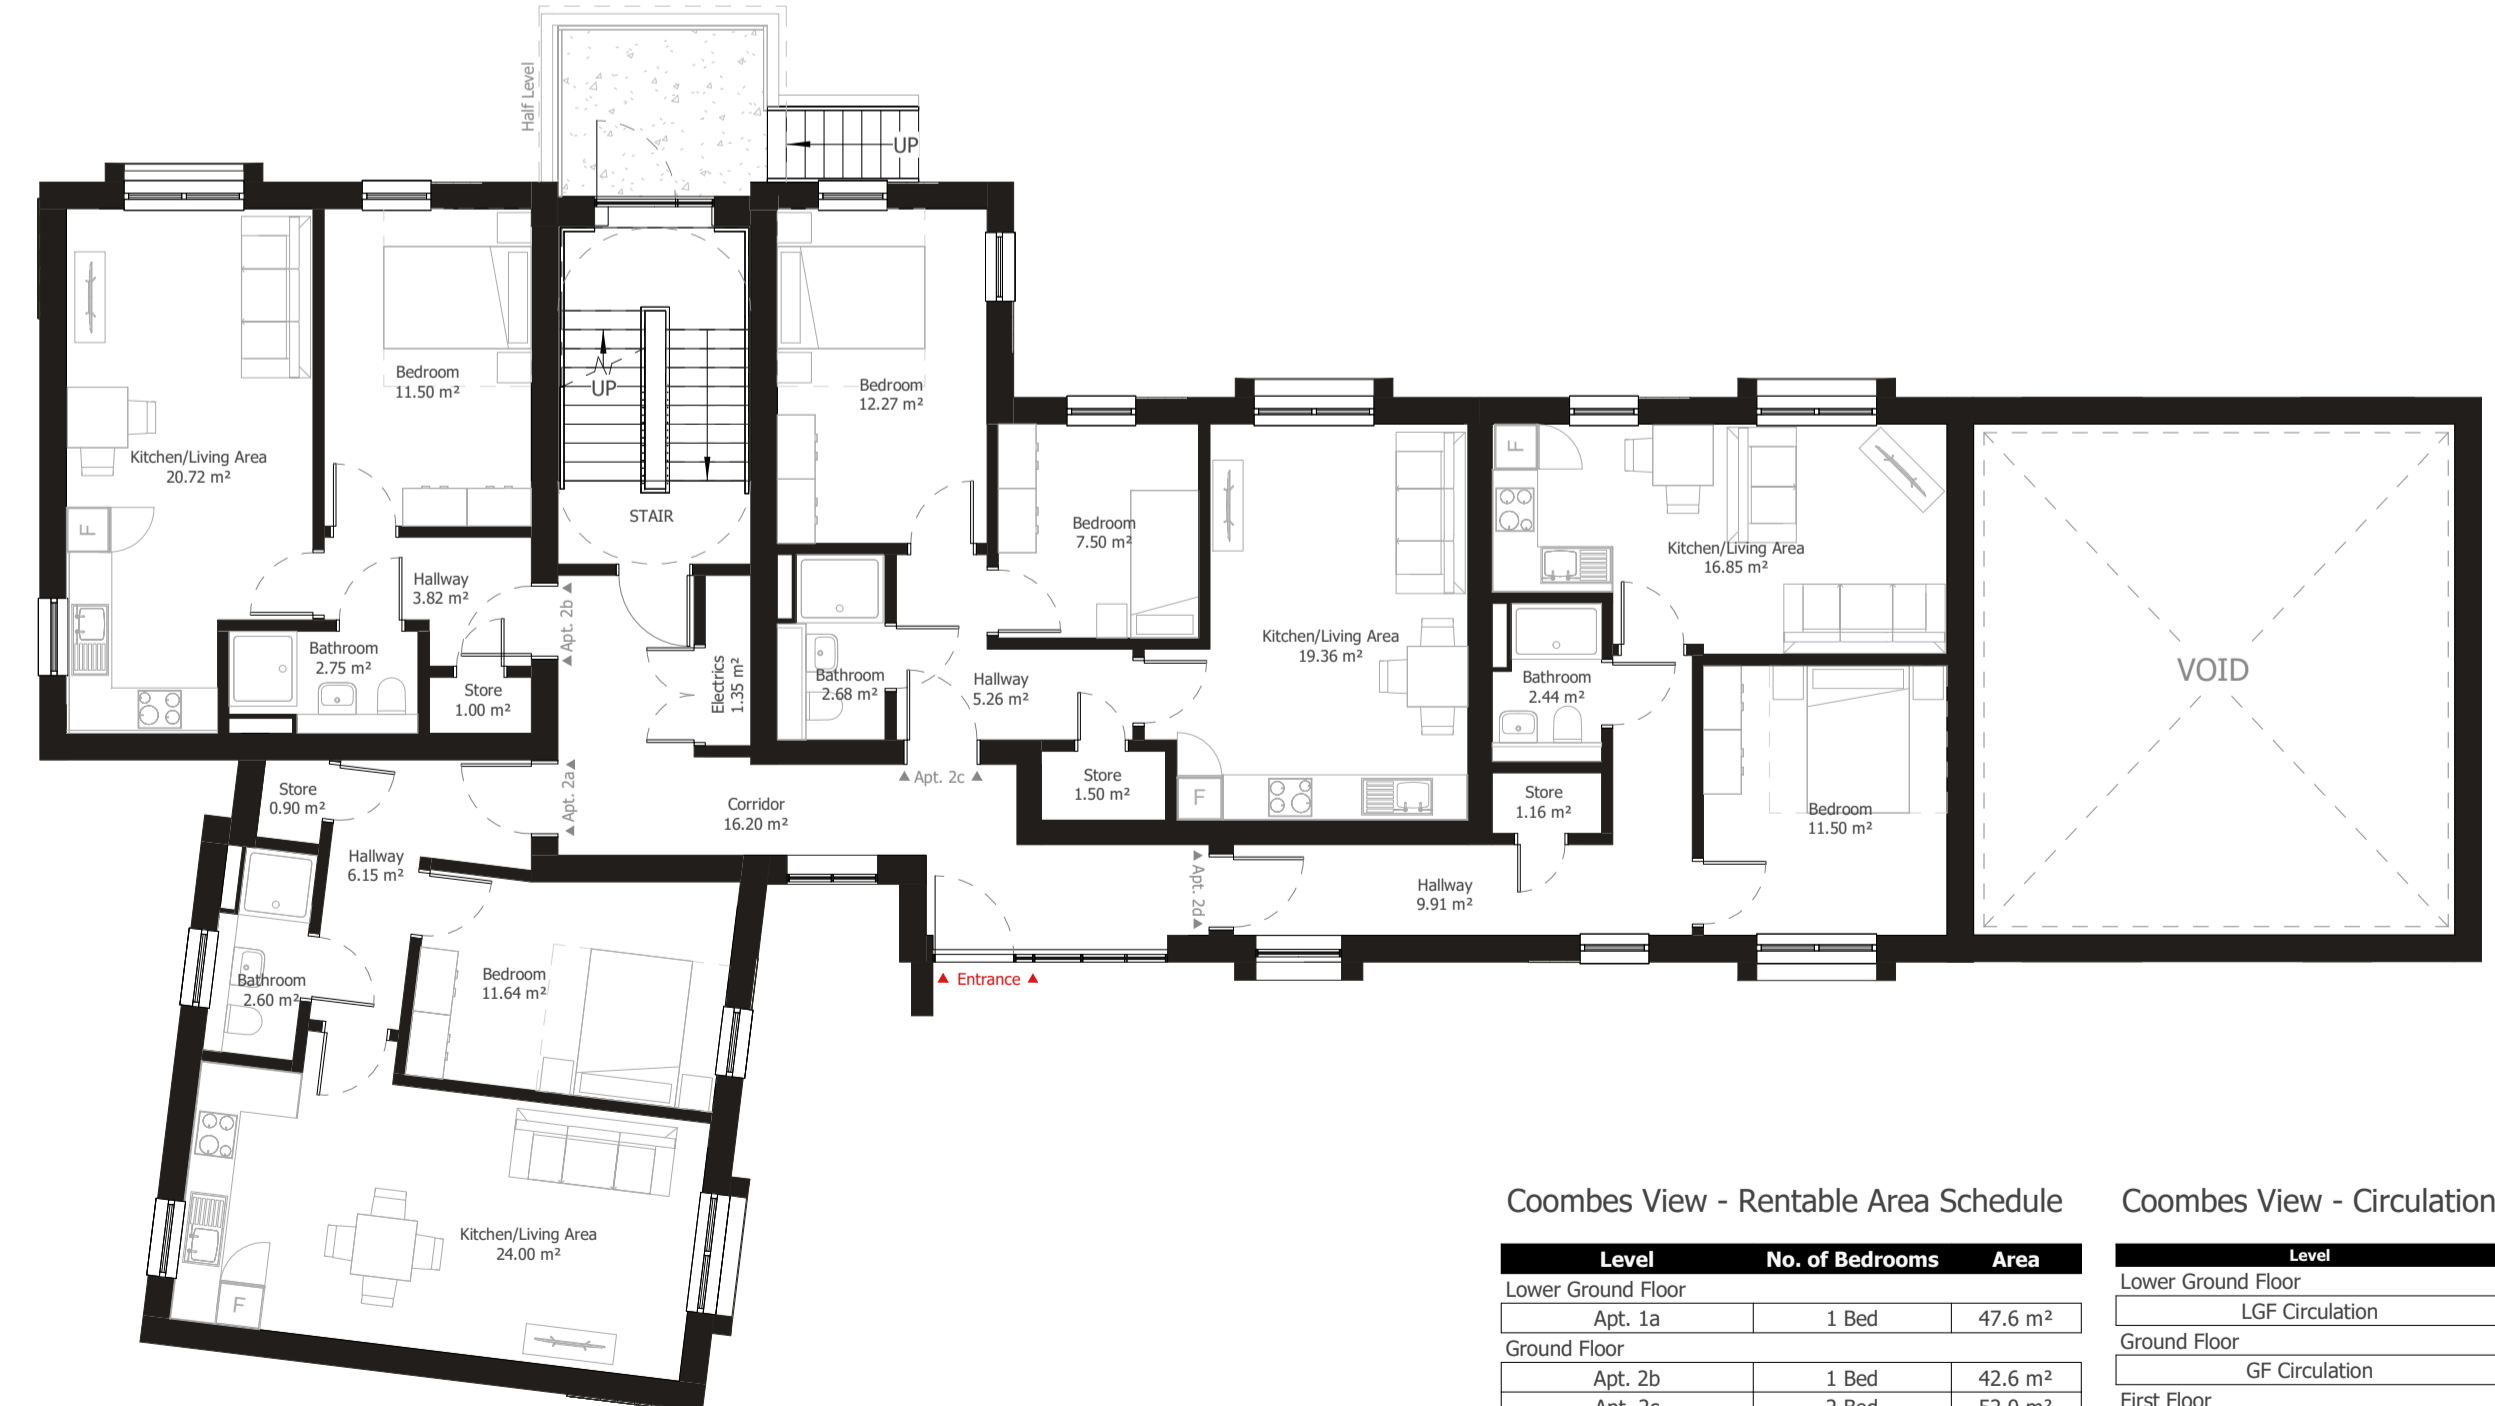 Half Level
UP
Bedroom
11.50 m²
UP
Bedroom
12.27 m²
Kitchen/Living Area
20.72 m²
F
STAIR
Bedroom
7.50 m²
F
Kitchen/Living Area
16.85 m²
Hallway
3.82 m²
Apt. 2b
Bathroom
2.75 m²
Store
1.00 m²
Electrics
1.35 m²
Bathroom
2.68 m²
Hallway
5.26 m²
Kitchen/Living Area
19.36 m²
Bathroom
2.44 m²
VOID
Store
0.90 m²
Apt. 2a
Corridor
16.20 m²
Apt. 2c
Store
1.50 m²
F
Store
1.16 m²
Bedroom
11.50 m²
Hallway
6.15 m²
Apt. 2d
Hallway
9.91 m²
Bathroom
2.60 m²
Bedroom
11.64 m²
Entrance
Kitchen/Living Area
24.00 m²
F
Coombes View - Rentable Area Schedule
Level No. of Bedrooms Area
Lower Ground Floor
Apt. 1a 1 Bed 47.6 m²
Ground Floor
Apt. 2b 1 Bed 42.6 m²
Apt. 2c 2 Bed 52.0 m²
Coombes View - Circulation
Level
Lower Ground Floor
LGF Circulation
Ground Floor
GF Circulation
First Floor